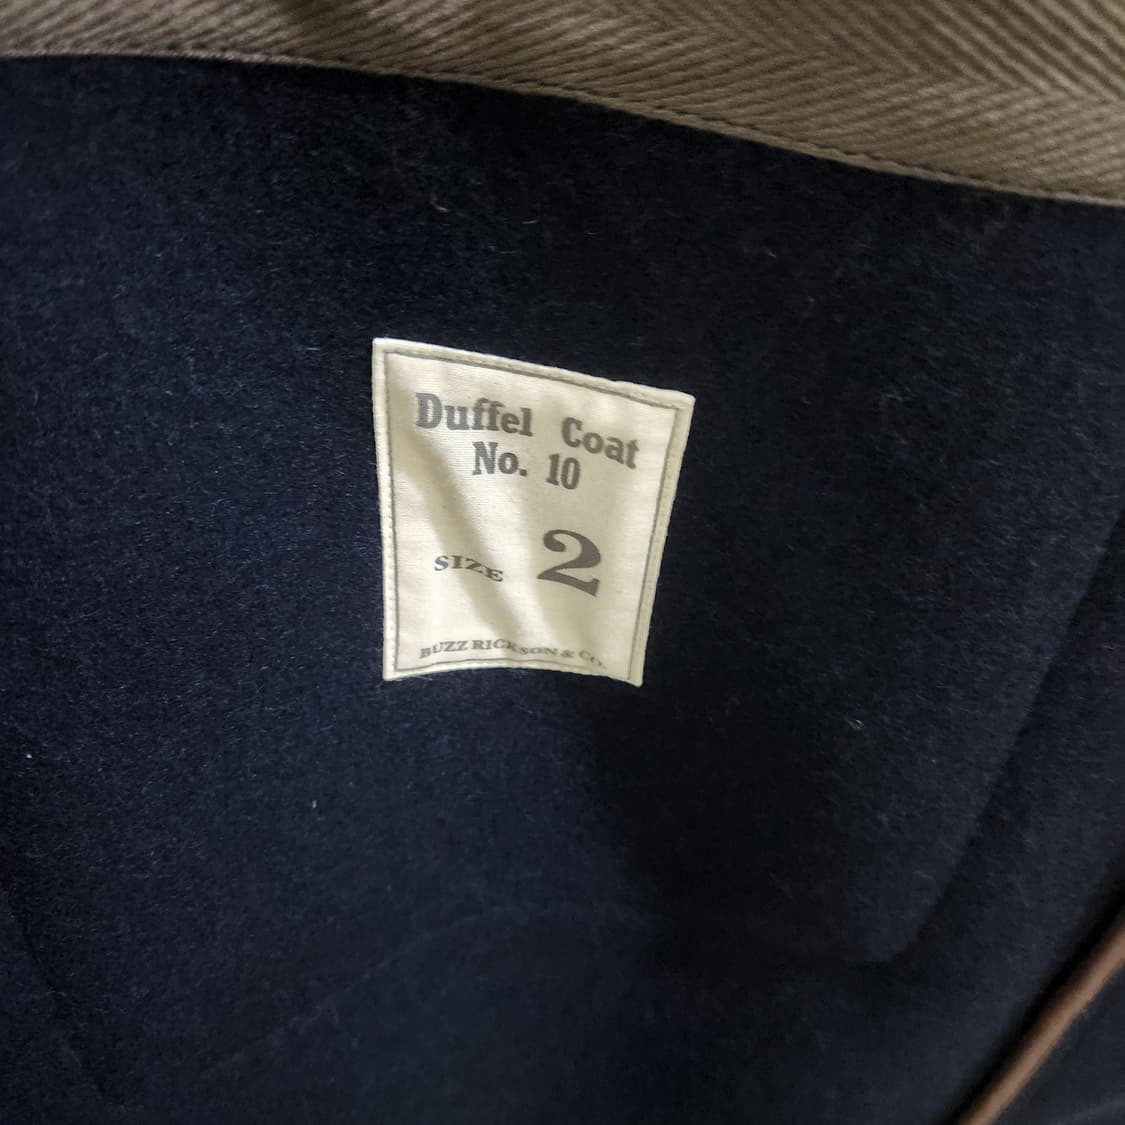 Duffel Coat
No. 10
SIZE 2
BUZZ RICKSON & CO.